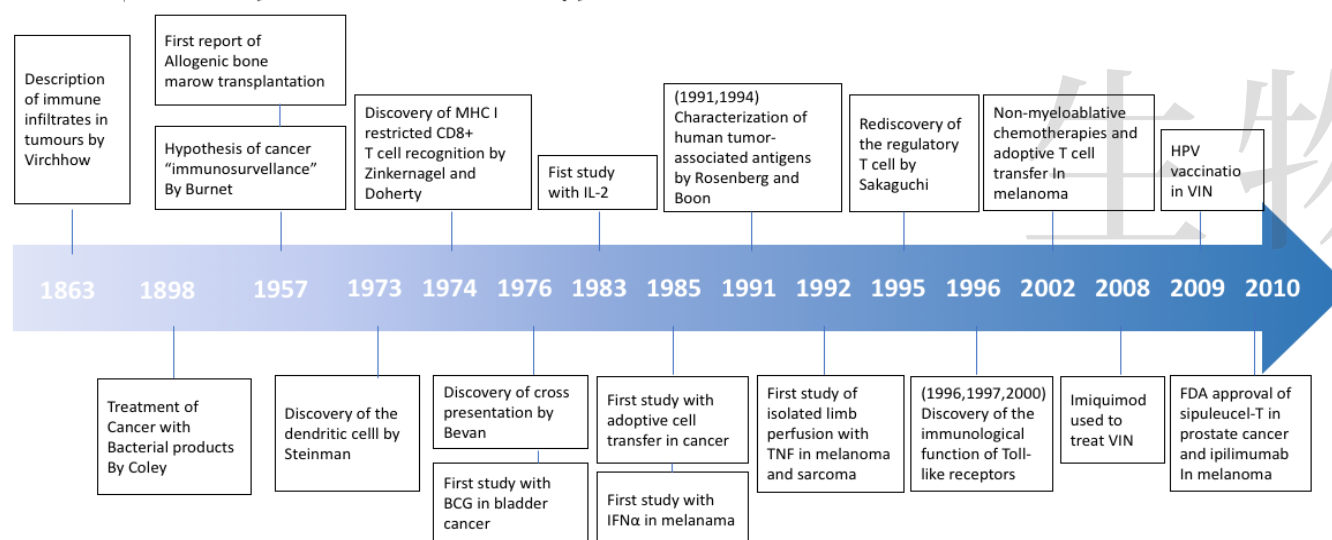 First report of
Allogenic bone
marow transplantation
Description
of immune
infiltrates in
tumours by
Virchhow
Hypothesis of cancer
“immunosurvellance”
By Burnet
Discovery of MHC I
restricted CD8+
T cell recognition by
Zinkernagel and
Doherty
Fist study
with IL-2
(1991,1994)
Characterization of
human tumor-
associated antigens
by Rosenberg and
Boon
Rediscovery of
the regulatory
T cell by
Sakaguchi
Non-myeloablative
chemotherapies and
adoptive T cell
transfer In
melanoma
HPV
vaccinatio
in VIN
生物
1863 1898 1957 1973 1974 1976 1983 1985 1991 1992 1995 1996 2002 2008 2009 2010
Treatment of
Cancer with
Bacterial products
By Coley
Discovery of the
dendritic celll by
Steinman
Discovery of cross
presentation by
Bevan
First study with
BCG in bladder
cancer
First study with
adoptive cell
transfer in cancer
First study with
IFNα in melanama
First study of
isolated limb
perfusion with
TNF in melanoma
and sarcoma
(1996,1997,2000)
Discovery of the
immunological
function of Toll-
like receptors
Imiquimod
used to
treat VIN
FDA approval of
sipuleucel-T in
prostate cancer
and ipilimumab
In melanoma